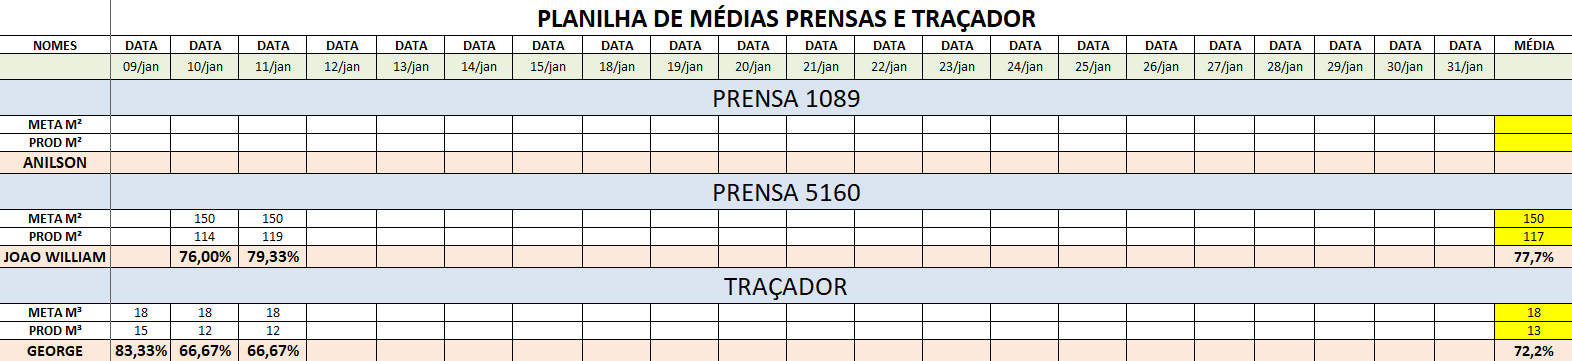 PLANILHA DE MÉDIAS PRENSAS E TRAÇADOR
NOMES DATA DATA DATA DATA DATA DATA DATA DATA DATA DATA DATA DATA DATA DATA DATA DATA DATA DATA DATA DATA DATA MÉDIA
09/jan 10/jan 11/jan 12/jan 13/jan 14/jan 15/jan 18/jan 19/jan 20/jan 21/jan 22/jan 23/jan 24/jan 25/jan 26/jan 27/jan 28/jan 29/jan 30/jan 31/jan
PRENSA 1089
META M²
PROD M²
ANILSON
PRENSA 5160
META M² 150 150 150
PROD M² 114 119 117
JOAO WILLIAM 76,00% 79,33% 77,7%
TRAÇADOR
META M³ 18 18 18 18
PROD M³ 15 12 12 13
GEORGE 83,33% 66,67% 66,67% 72,2%